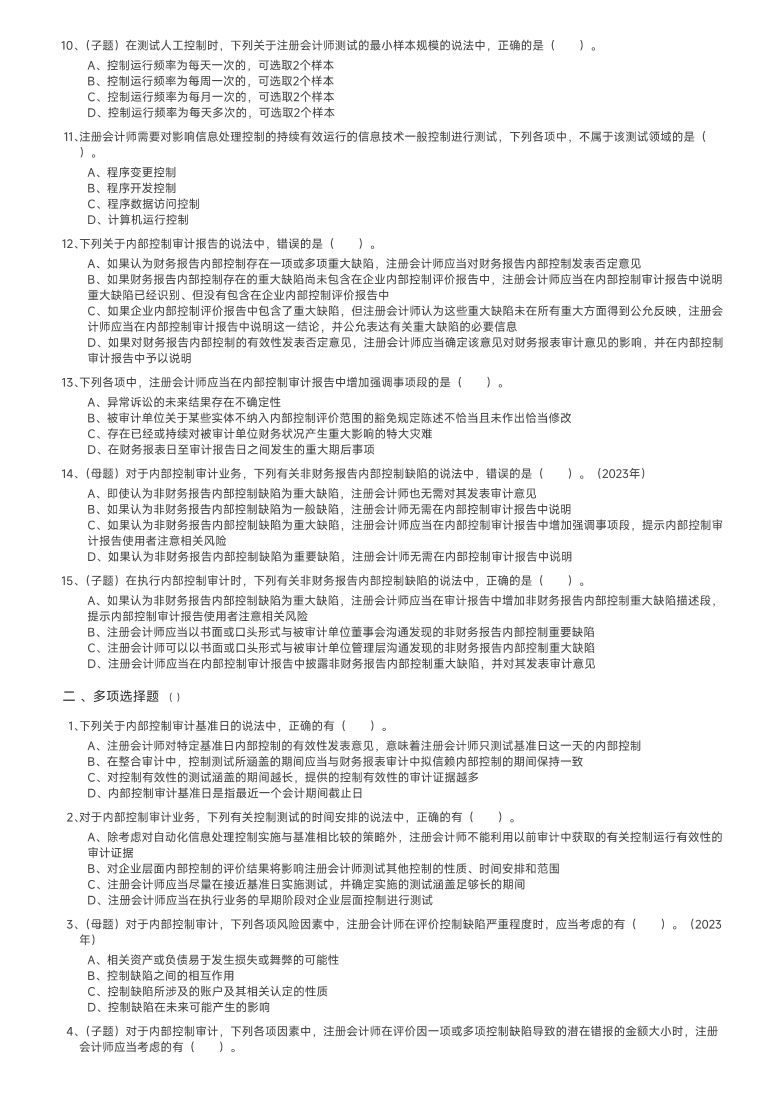 10、（子题）在测试人工控制时，下列关于注册会计师测试的最小样本规模的说法中，正确的是（　　）。
A、控制运行频率为每天一次的，可选取2个样本
B、控制运行频率为每周一次的，可选取2个样本
C、控制运行频率为每月一次的，可选取2个样本
D、控制运行频率为每天多次的，可选取2个样本
11、注册会计师需要对影响信息处理控制的持续有效运行的信息技术一般控制进行测试，下列各项中，不属于该测试领域的是（
）。
A、程序变更控制
B、程序开发控制
C、程序数据访问控制
D、计算机运行控制
12、下列关于内部控制审计报告的说法中，错误的是（　　）。
A、如果认为财务报告内部控制存在一项或多项重大缺陷，注册会计师应当对财务报告内部控制发表否定意见
B、如果财务报告内部控制存在的重大缺陷尚未包含在企业内部控制评价报告中，注册会计师应当在内部控制审计报告中说明
重大缺陷已经识别、但没有包含在企业内部控制评价报告中
C、如果企业内部控制评价报告中包含了重大缺陷，但注册会计师认为这些重大缺陷未在所有重大方面得到公允反映，注册会
计师应当在内部控制审计报告中说明这一结论，并公允表达有关重大缺陷的必要信息
D、如果对财务报告内部控制的有效性发表否定意见，注册会计师应当确定该意见对财务报表审计意见的影响，并在内部控制
审计报告中予以说明
13、下列各项中，注册会计师应当在内部控制审计报告中增加强调事项段的是（　　）。
A、异常诉讼的未来结果存在不确定性
B、被审计单位关于某些实体不纳入内部控制评价范围的豁免规定陈述不恰当且未作出恰当修改
C、存在已经或持续对被审计单位财务状况产生重大影响的特大灾难
D、在财务报表日至审计报告日之间发生的重大期后事项
14、（母题）对于内部控制审计业务，下列有关非财务报告内部控制缺陷的说法中，错误的是（　　）。（2023年）
A、即使认为非财务报告内部控制缺陷为重大缺陷，注册会计师也无需对其发表审计意见
B、如果认为非财务报告内部控制缺陷为一般缺陷，注册会计师无需在内部控制审计报告中说明
C、如果认为非财务报告内部控制缺陷为重大缺陷，注册会计师应当在内部控制审计报告中增加强调事项段，提示内部控制审
计报告使用者注意相关风险
D、如果认为非财务报告内部控制缺陷为重要缺陷，注册会计师无需在内部控制审计报告中说明
15、（子题）在执行内部控制审计时，下列有关非财务报告内部控制缺陷的说法中，正确的是（　　）。
A、如果认为非财务报告内部控制缺陷为重大缺陷，注册会计师应当在审计报告中增加非财务报告内部控制重大缺陷描述段，
提示内部控制审计报告使用者注意相关风险
B、注册会计师应当以书面或口头形式与被审计单位董事会沟通发现的非财务报告内部控制重要缺陷
C、注册会计师可以以书面或口头形式与被审计单位管理层沟通发现的非财务报告内部控制重大缺陷
D、注册会计师应当在内部控制审计报告中披露非财务报告内部控制重大缺陷，并对其发表审计意见
二 、多项选择题 （ ）
1、下列关于内部控制审计基准日的说法中，正确的有（　　）。
A、注册会计师对特定基准日内部控制的有效性发表意见，意味着注册会计师只测试基准日这一天的内部控制
B、在整合审计中，控制测试所涵盖的期间应当与财务报表审计中拟信赖内部控制的期间保持一致
C、对控制有效性的测试涵盖的期间越长，提供的控制有效性的审计证据越多
D、内部控制审计基准日是指最近一个会计期间截止日
2、对于内部控制审计业务，下列有关控制测试的时间安排的说法中，正确的有（　　）。
A、除考虑对自动化信息处理控制实施与基准相比较的策略外，注册会计师不能利用以前审计中获取的有关控制运行有效性的
审计证据
B、对企业层面内部控制的评价结果将影响注册会计师测试其他控制的性质、时间安排和范围
C、注册会计师应当尽量在接近基准日实施测试，并确定实施的测试涵盖足够长的期间
D、注册会计师应当在执行业务的早期阶段对企业层面控制进行测试
3、（母题）对于内部控制审计，下列各项风险因素中，注册会计师在评价控制缺陷严重程度时，应当考虑的有（　　）。（2023
年）
A、相关资产或负债易于发生损失或舞弊的可能性
B、控制缺陷之间的相互作用
C、控制缺陷所涉及的账户及其相关认定的性质
D、控制缺陷在未来可能产生的影响
4、（子题）对于内部控制审计，下列各项因素中，注册会计师在评价因一项或多项控制缺陷导致的潜在错报的金额大小时，注册
会计师应当考虑的有（　　）。